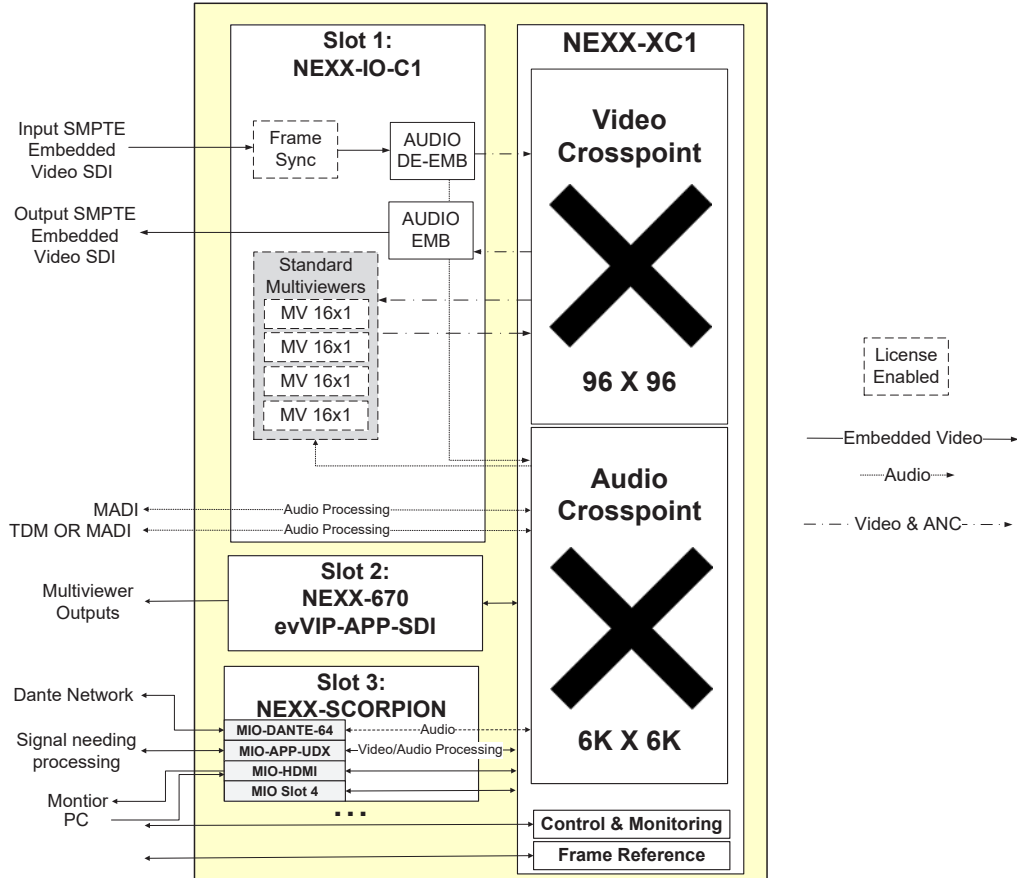 Slot 1:
NEXX-IO-C1
NEXX-XC1
Input SMPTE
Embedded
Video SDI
Frame
Sync
AUDIO
DE-EMB
Video
Crosspoint
Output SMPTE
Embedded
Video SDI
AUDIO
EMB
Standard
Multiviewers
MV 16x1
MV 16x1
MV 16x1
MV 16x1
96 X 96
License
Enabled
Embedded Video
Audio
Video & ANC
Audio
Crosspoint
MADI
Audio Processing
TDM OR MADI
Audio Processing
Slot 2:
NEXX-670
evVIP-APP-SDI
Multiviewer
Outputs
Slot 3:
NEXX-SCORPION
Dante Network
MIO-DANTE-64
Audio
Signal needing
processing
MIO-APP-UDX
Video/Audio Processing
MIO-HDMI
MIO Slot 4
6K X 6K
Montior
PC
...
Control & Monitoring
Frame Reference